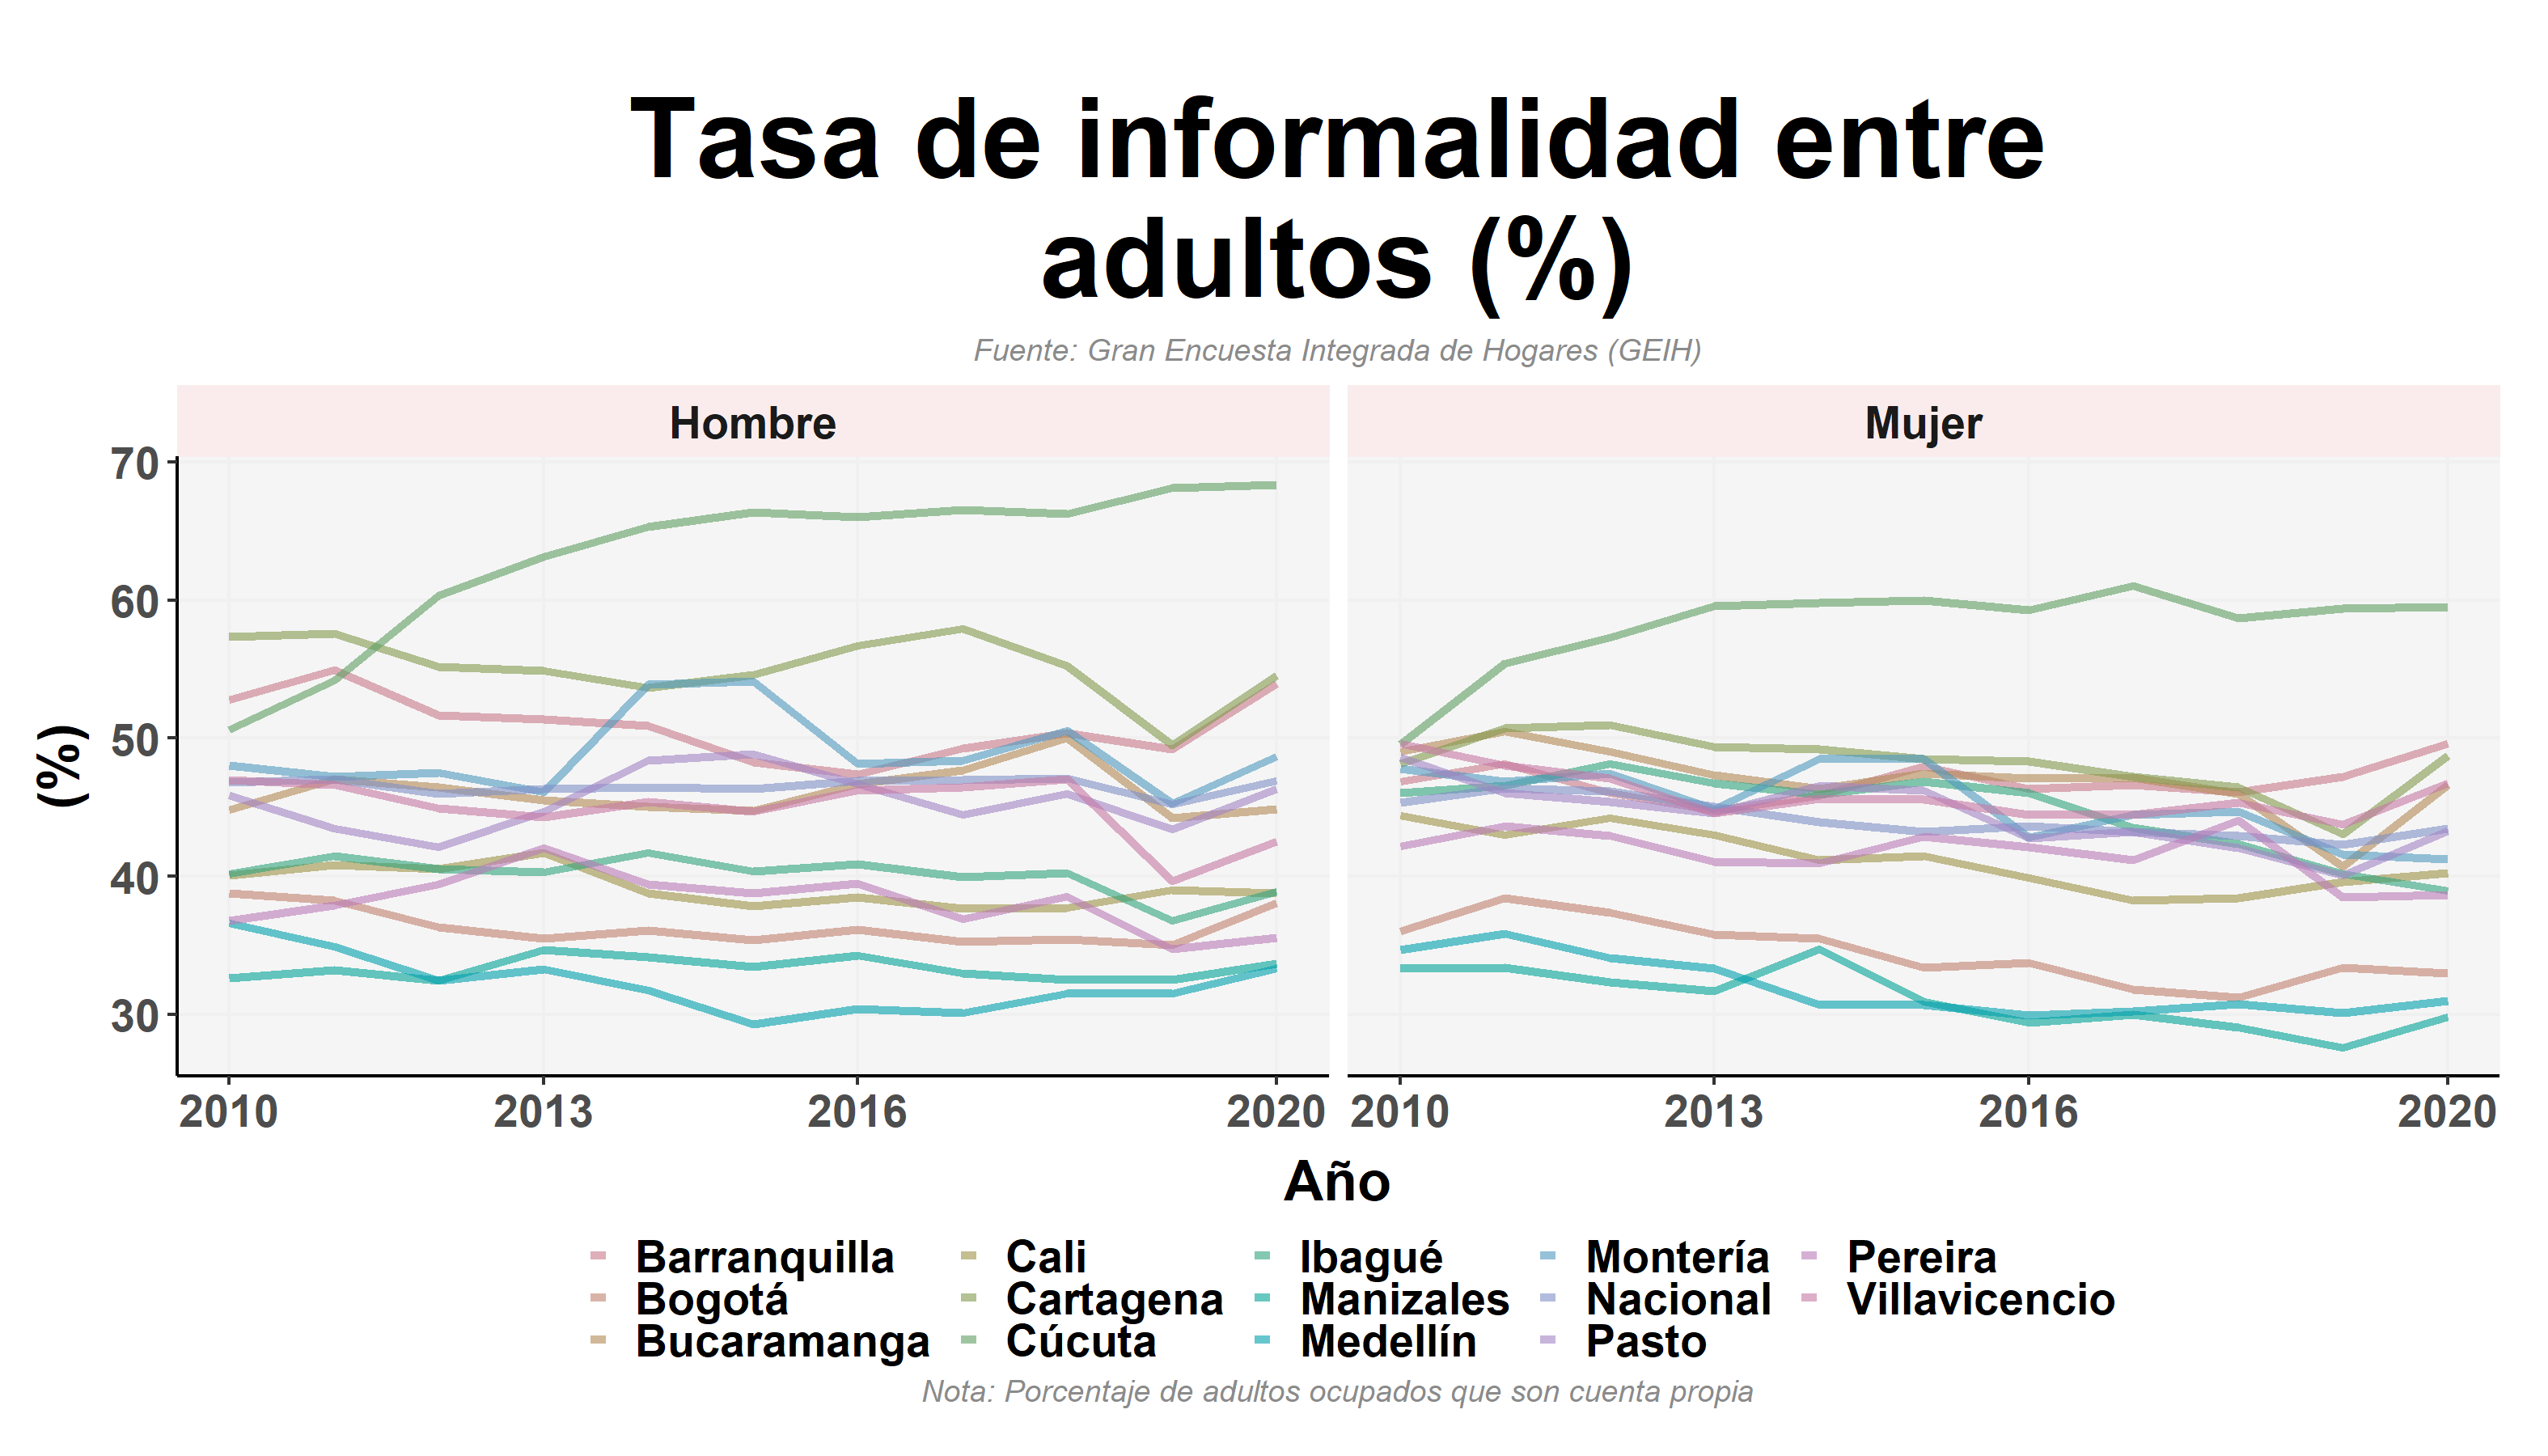 Tasa de informalidad entre
adultos (%)
Fuente: Gran Encuesta Integrada de Hogares (GEIH)
Hombre
Mujer
(%)
70
60
50
40
30
2010 2013 2016 2020 2010 2013 2016 2020
Año
Barranquilla Cali Ibagué Montería Pereira
Bogotá Cartagena Manizales Nacional Villavicencio
Bucaramanga Cúcuta Medellín Pasto
Nota: Porcentaje de adultos ocupados que son cuenta propia